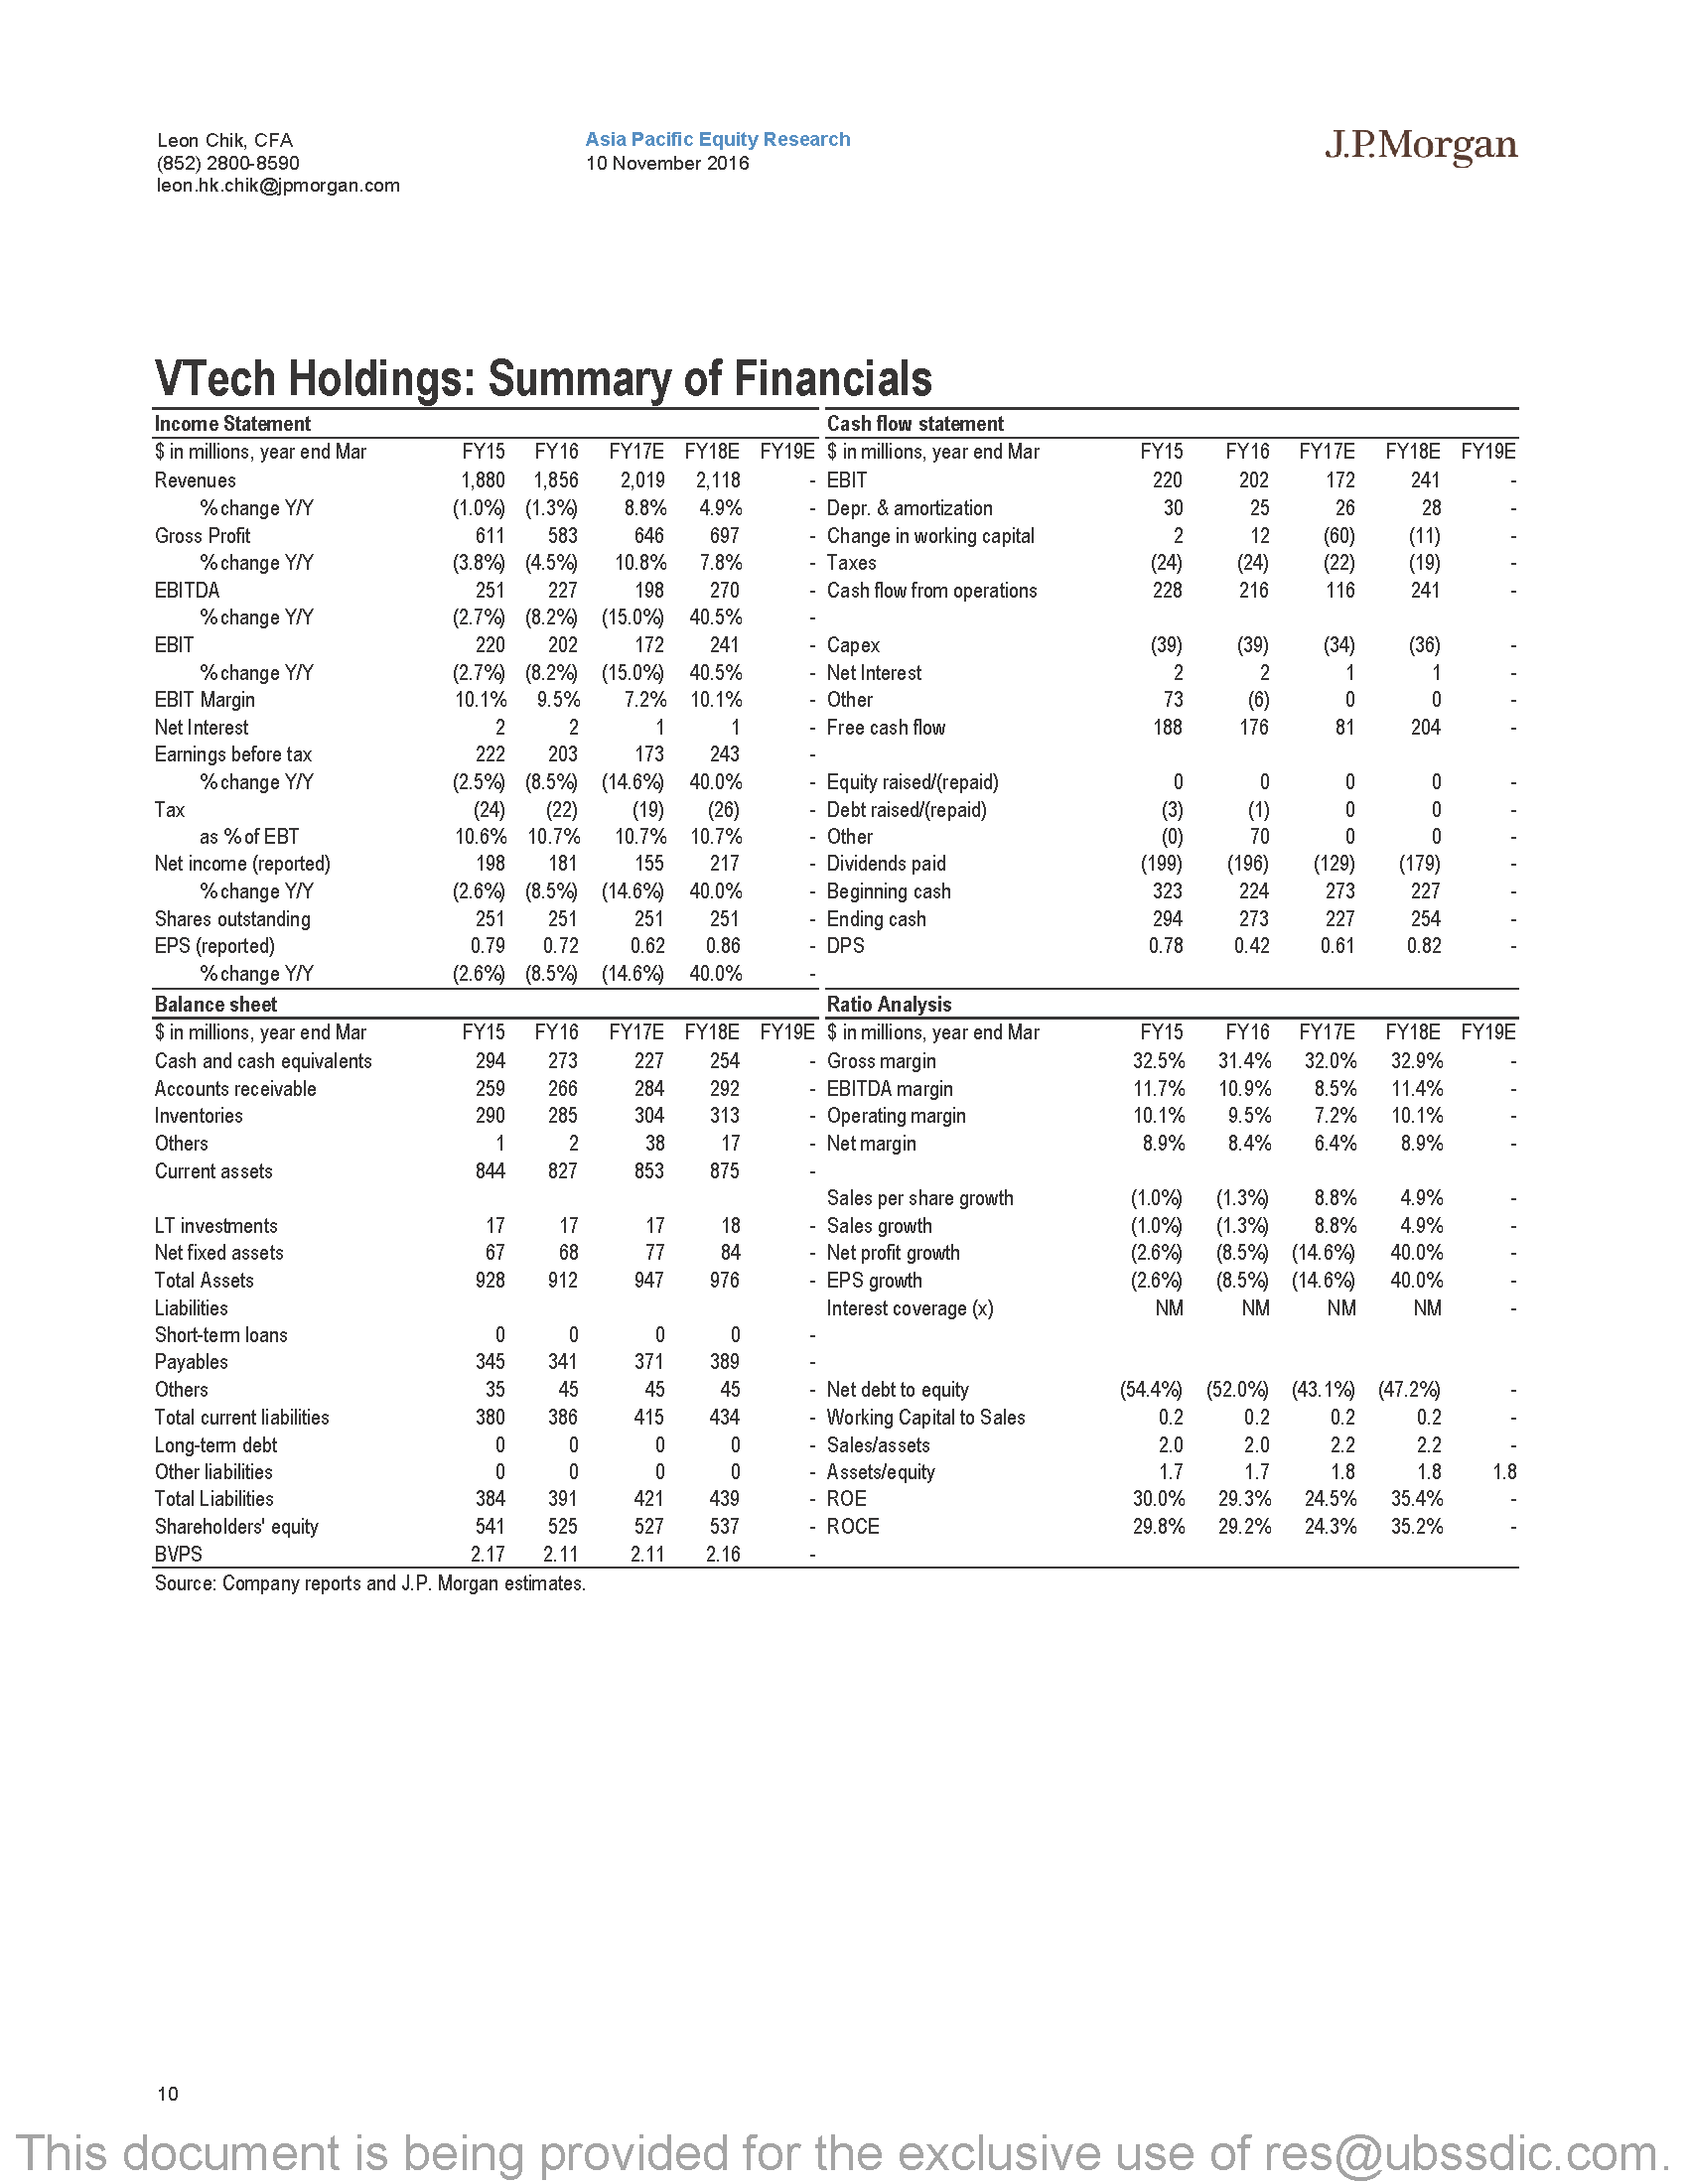 Leon Chik, CFA
(852) 2800-8590
leon.hk.chik@jpmorgan.com
Asia Pacific Equity Research
10 November 2016
J.P.Morgan
VTech Holdings: Summary of Financials
Income Statement Cash flow statement
$ in millions, year end Mar FY15 FY16 FY17E FY18E FY19E $ in millions, year end Mar FY15 FY16 FY17E FY18E FY19E
Revenues 1,880 1,856 2,019 2,118 - EBIT 220 202 172 241 -
% change Y/Y (1.0%) (1.3%) 8.8% 4.9% - Depr. & amortization 30 25 26 28 -
Gross Profit 611 583 646 697 - Change in working capital 2 12 (60) (11) -
% change Y/Y (3.8%) (4.5%) 10.8% 7.8% - Taxes (24) (24) (22) (19) -
EBITDA 251 227 198 270 - Cash flow from operations 228 216 116 241 -
% change Y/Y (2.7%) (8.2%) (15.0%) 40.5% -
EBIT 220 202 172 241 - Capex (39) (39) (34) (36) -
% change Y/Y (2.7%) (8.2%) (15.0%) 40.5% - Net Interest 2 2 1 1 -
EBIT Margin 10.1% 9.5% 7.2% 10.1% - Other 73 (6) 0 0 -
Net Interest 2 2 1 1 - Free cash flow 188 176 81 204 -
Earnings before tax 222 203 173 243 -
% change Y/Y (2.5%) (8.5%) (14.6%) 40.0% - Equity raised/(repaid) 0 0 0 0 -
Tax (24) (22) (19) (26) - Debt raised/(repaid) (3) (1) 0 0 -
as % of EBT 10.6% 10.7% 10.7% 10.7% - Other (0) 70 0 0 -
Net income (reported) 198 181 155 217 - Dividends paid (199) (196) (129) (179) -
% change Y/Y (2.6%) (8.5%) (14.6%) 40.0% - Beginning cash 323 224 273 227 -
Shares outstanding 251 251 251 251 - Ending cash 294 273 227 254 -
EPS (reported) 0.79 0.72 0.62 0.86 - DPS 0.78 0.42 0.61 0.82 -
% change Y/Y (2.6%) (8.5%) (14.6%) 40.0% -
Balance sheet Ratio Analysis
$ in millions, year end Mar FY15 FY16 FY17E FY18E FY19E $ in millions, year end Mar FY15 FY16 FY17E FY18E FY19E
Cash and cash equivalents 294 273 227 254 - Gross margin 32.5% 31.4% 32.0% 32.9% -
Accounts receivable 259 266 284 292 - EBITDA margin 11.7% 10.9% 8.5% 11.4% -
Inventories 290 285 304 313 - Operating margin 10.1% 9.5% 7.2% 10.1% -
Others 1 2 38 17 - Net margin 8.9% 8.4% 6.4% 8.9% -
Current assets 844 827 853 875 -
Sales per share growth (1.0%) (1.3%) 8.8% 4.9% -
LT investments 17 17 17 18 - Sales growth (1.0%) (1.3%) 8.8% 4.9% -
Net fixed assets 67 68 77 84 - Net profit growth (2.6%) (8.5%) (14.6%) 40.0% -
Total Assets 928 912 947 976 - EPS growth (2.6%) (8.5%) (14.6%) 40.0% -
Liabilities Interest coverage (x) NM NM NM NM -
Short-term loans 0 0 0 0 -
Payables 345 341 371 389 -
Others 35 45 45 45 - Net debt to equity (54.4%) (52.0%) (43.1%) (47.2%) -
Total current liabilities 380 386 415 434 - Working Capital to Sales 0.2 0.2 0.2 0.2 -
Long-term debt 0 0 0 0 - Sales/assets 2.0 2.0 2.2 2.2 -
Other liabilities 0 0 0 0 - Assets/equity 1.7 1.7 1.8 1.8 1.8
Total Liabilities 384 391 421 439 - ROE 30.0% 29.3% 24.5% 35.4% -
Shareholders' equity 541 525 527 537 - ROCE 29.8% 29.2% 24.3% 35.2% -
BVPS 2.17 2.11 2.11 2.16 -
Source: Company reports and J.P. Morgan estimates.
10
This document is being provided for the exclusive use of res@ubssdic.com.